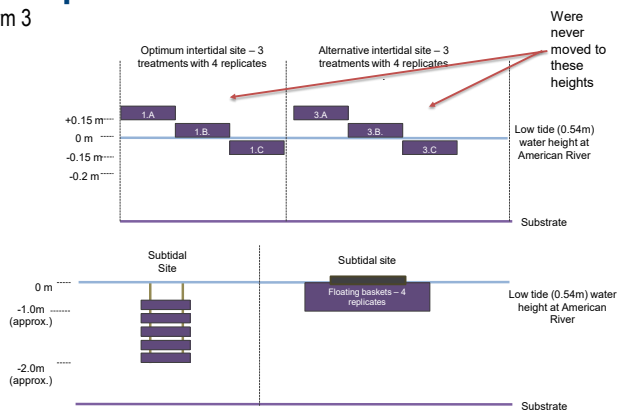 m 3
Were
never
moved to
these
heights
Optimum intertidal site – 3
treatments with 4 replicates
Alternative intertidal site – 3
treatments with 4 replicates
+0.15 m
0 m
-0.15 m
-0.2 m
1.A
1.B.
1.C
3.A
3.B.
3.C
Low tide (0.54m)
water height at
American River
Substrate
Subtidal
Site
Subtidal site
0 m
-1.0m
(approx.)
-2.0m
(approx.)
Floating baskets – 4
replicates
Low tide (0.54m) water
height at American
River
Substrate